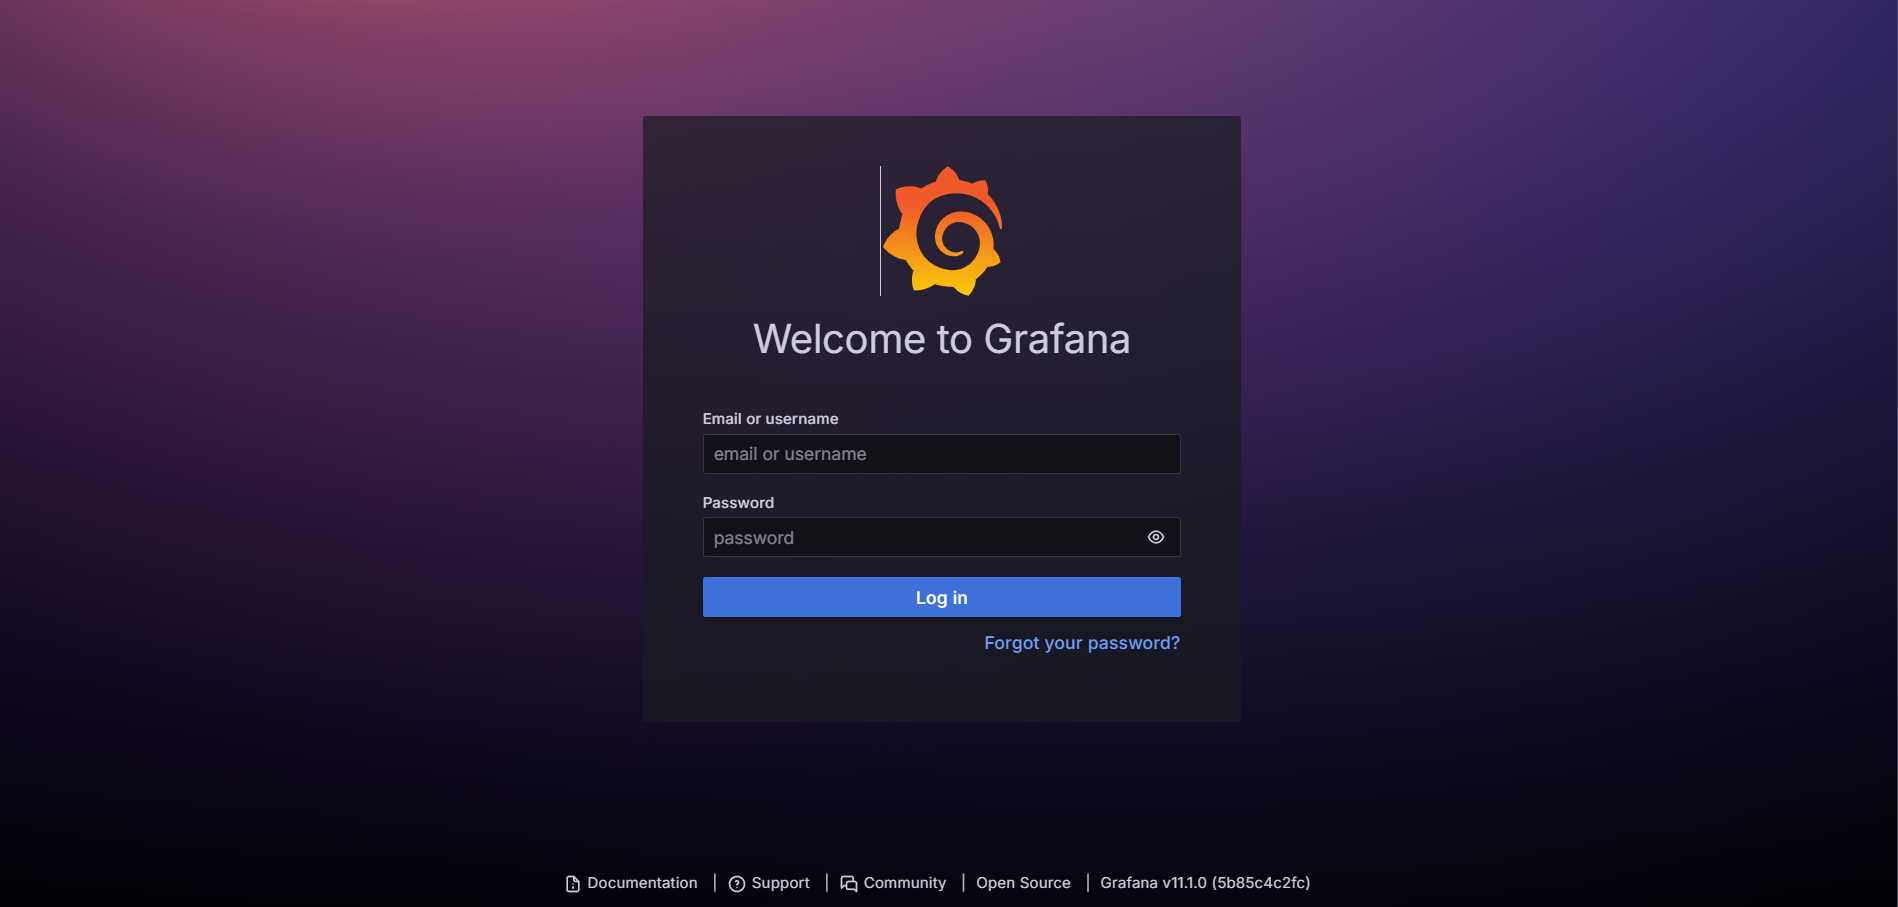 Welcome to Grafana
Email or username
email or username
Password
password
Log in
Forgot your password?
Documentation | Support | Community | Open Source | Grafana v11.1.0 (5b85c4c2fc)